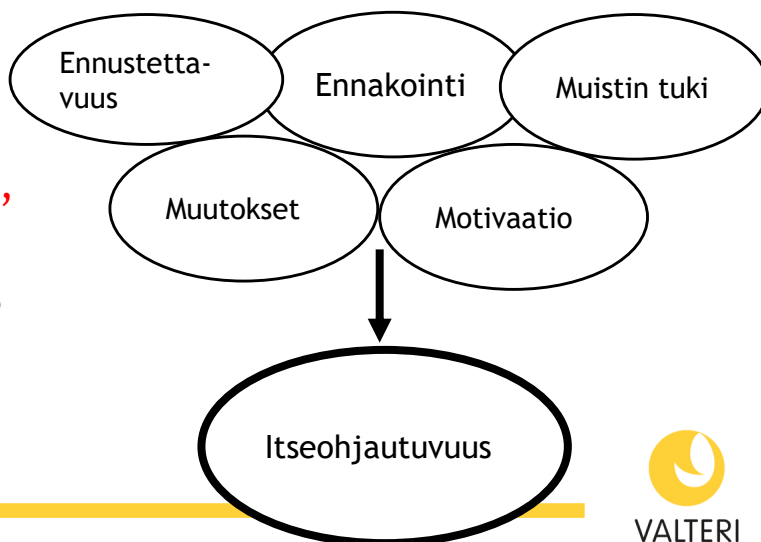 Ennustetta-
vuus
Ennakointi
Muistin tuki
,
Muutokset
Motivaatio
Itseohjautuvuus
VALTERI